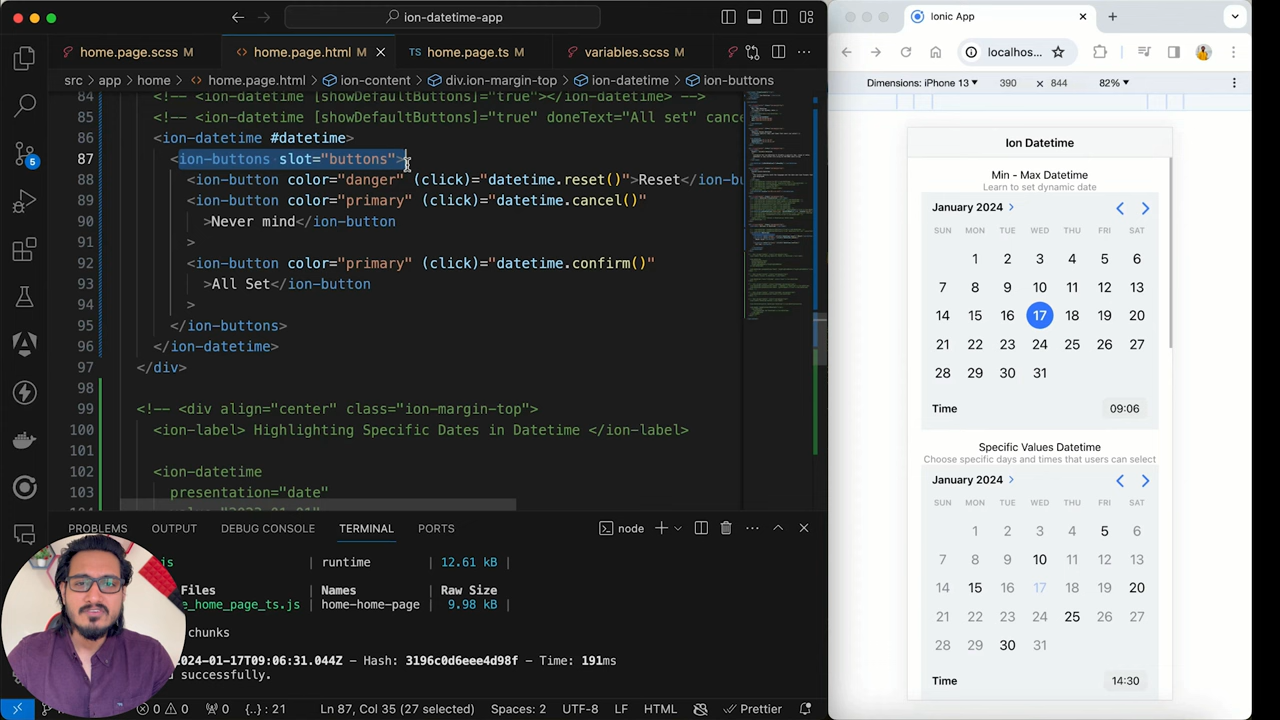 ion-datetime-app
home.page.scss
home.page.html
home.page.ts
variables.scss
src > app > home > home.page.html > ion-content > div.ion-margin-top > ion-datetime > ion-buttons
84 <!-- <ion-datetime [showDefaultButtons]="true"></ion-datetime> -->
85 <!-- <ion-datetime [showDefaultButtons]="true" doneText="All set" cance
86 <ion-datetime #datetime>
87 <ion-buttons slot="buttons">
88 <ion-button color="danger" (click)="datetime.reset()">Reset</ion-bu
89 <ion-button color="primary" (click)="datetime.cancel()"
90 >Never mind</ion-button
91 >
92 <ion-button color="primary" (click)="datetime.confirm()"
93 >All set</ion-button
94 >
95 </ion-buttons>
96 </ion-datetime>
97 </div>
98
99 <!-- <div align="center" class="ion-margin-top">
100 <ion-label> Highlighting Specific Dates in Datetime </ion-label>
101
102 <ion-datetime
103 presentation="date"
PROBLEMS OUTPUT DEBUG CONSOLE TERMINAL PORTS
node
js | runtime | 12.61 kB |
Files | Names | Raw Size
e_home_page_ts.js | home-home-page | 9.98 kB |
chunks
024-01-17T09:06:31.044Z - Hash: 3196c0d6eee4d98f - Time: 191ms
d successfully.
5
0 0 0 {..}: 21 Ln 87, Col 35 (27 selec Spaces: 2 UTF-8 LF HTML Prettier
Ionic App
localhos...
Dimensions: iPhone 13 390 × 844 82%
Ion Datetime
Min - Max Datetime
Learn to set dynamic date
January 2024
SUN MON TUE WED THU FRI SAT
1 2 3 4 5 6
7 8 9 10 11 12 13
14 15 16 17 18 19 20
21 22 23 24 25 26 27
28 29 30 31
Time 09:06
Specific Values Datetime
Choose specific days and times that users can select
January 2024
SUN MON TUE WED THU FRI SAT
1 2 3 4 5 6
7 8 9 10 11 12 13
14 15 16 17 18 19 20
21 22 23 24 25 26 27
28 29 30 31
Time 14:30